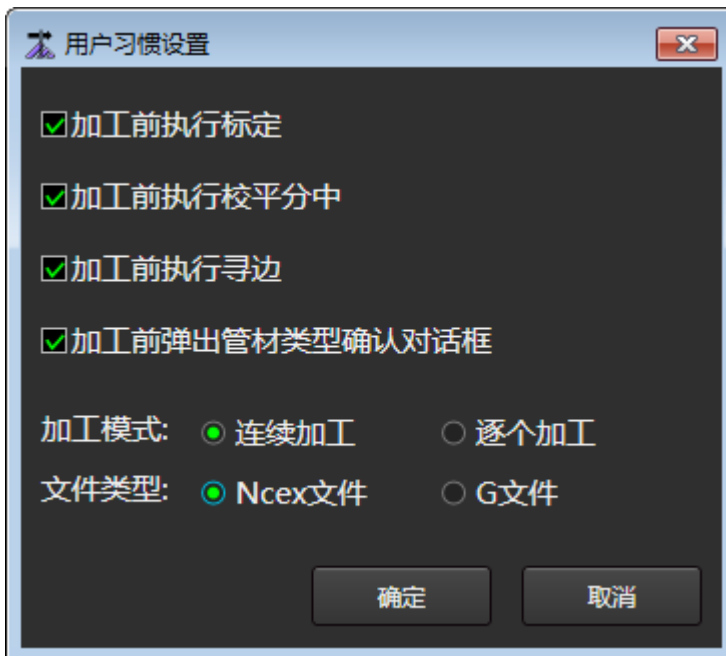 用户习惯设置
加工前执行标定
加工前执行校平分中
加工前执行寻边
加工前弹出管材类型确认对话框
加工模式: 连续加工 逐个加工
文件类型: Ncex文件 G文件
确定 取消